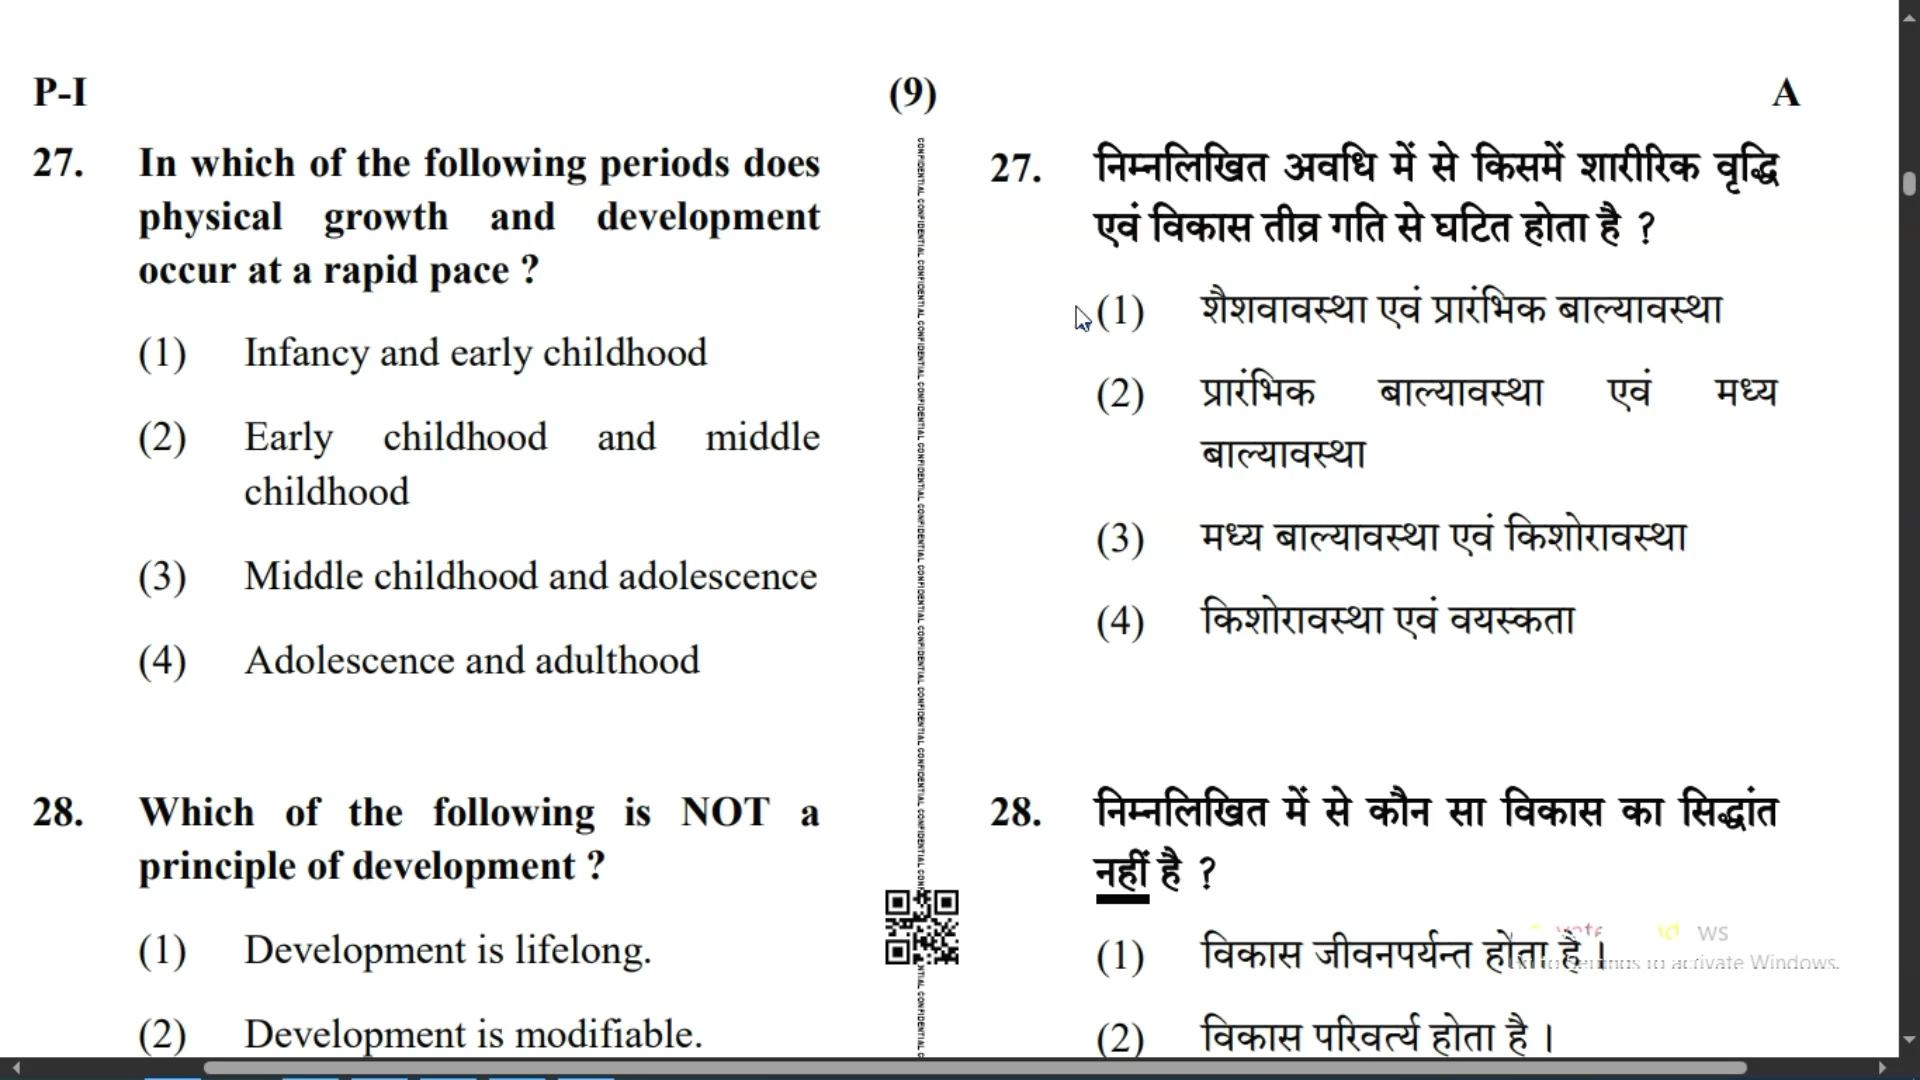 P-I
(9)
A
27. In which of the following periods does
physical growth and development
occur at a rapid pace ?
(1) Infancy and early childhood
(2) Early childhood and middle
childhood
(3) Middle childhood and adolescence
(4) Adolescence and adulthood
28. Which of the following is NOT a
principle of development ?
(1) Development is lifelong.
(2) Development is modifiable.
27. निम्नलिखित अवधि में से किसमें शारीरिक वृद्धि
एवं विकास तीव्र गति से घटित होता है ?
(1) शैशवावस्था एवं प्रारंभिक बाल्यावस्था
(2) प्रारंभिक बाल्यावस्था एवं मध्य
बाल्यावस्था
(3) मध्य बाल्यावस्था एवं किशोरावस्था
(4) किशोरावस्था एवं वयस्कता
28. निम्नलिखित में से कौन सा विकास का सिद्धांत
नहीं है ?
(1) विकास जीवनपर्यन्त होता है ।
(2) विकास परिवर्त्य होता है ।
activate Windows.